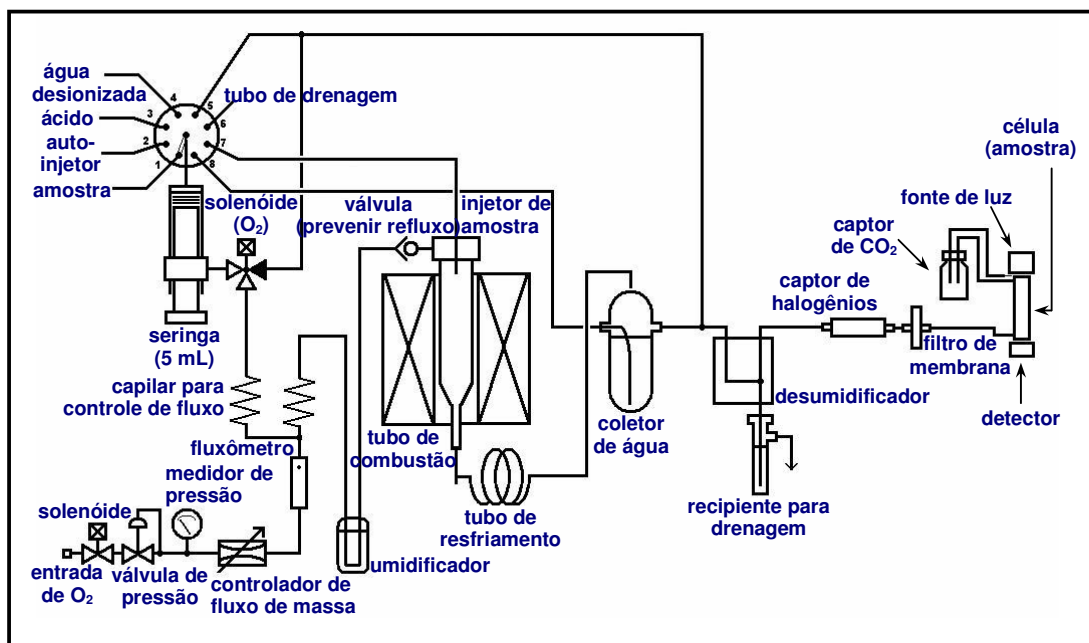 água
desionizada
ácido
auto-
injetor
amostra
1
2
3
4
5
6
7
8
tubo de drenagem
solenóide
(O2)
válvula
(prevenir refluxo)
injetor de
amostra
seringa
(5 mL)
capilar para
controle de fluxo
fluxômetro
medidor de
pressão
solenóide
entrada
de O2
válvula de
pressão
controlador de
fluxo de massa
umidificador
tubo de
combustão
tubo de
resfriamento
coletor
de água
desumidificador
recipiente para
drenagem
captor de
halogênios
filtro de
membrana
captor
de CO2
fonte de luz
célula
(amostra)
detector